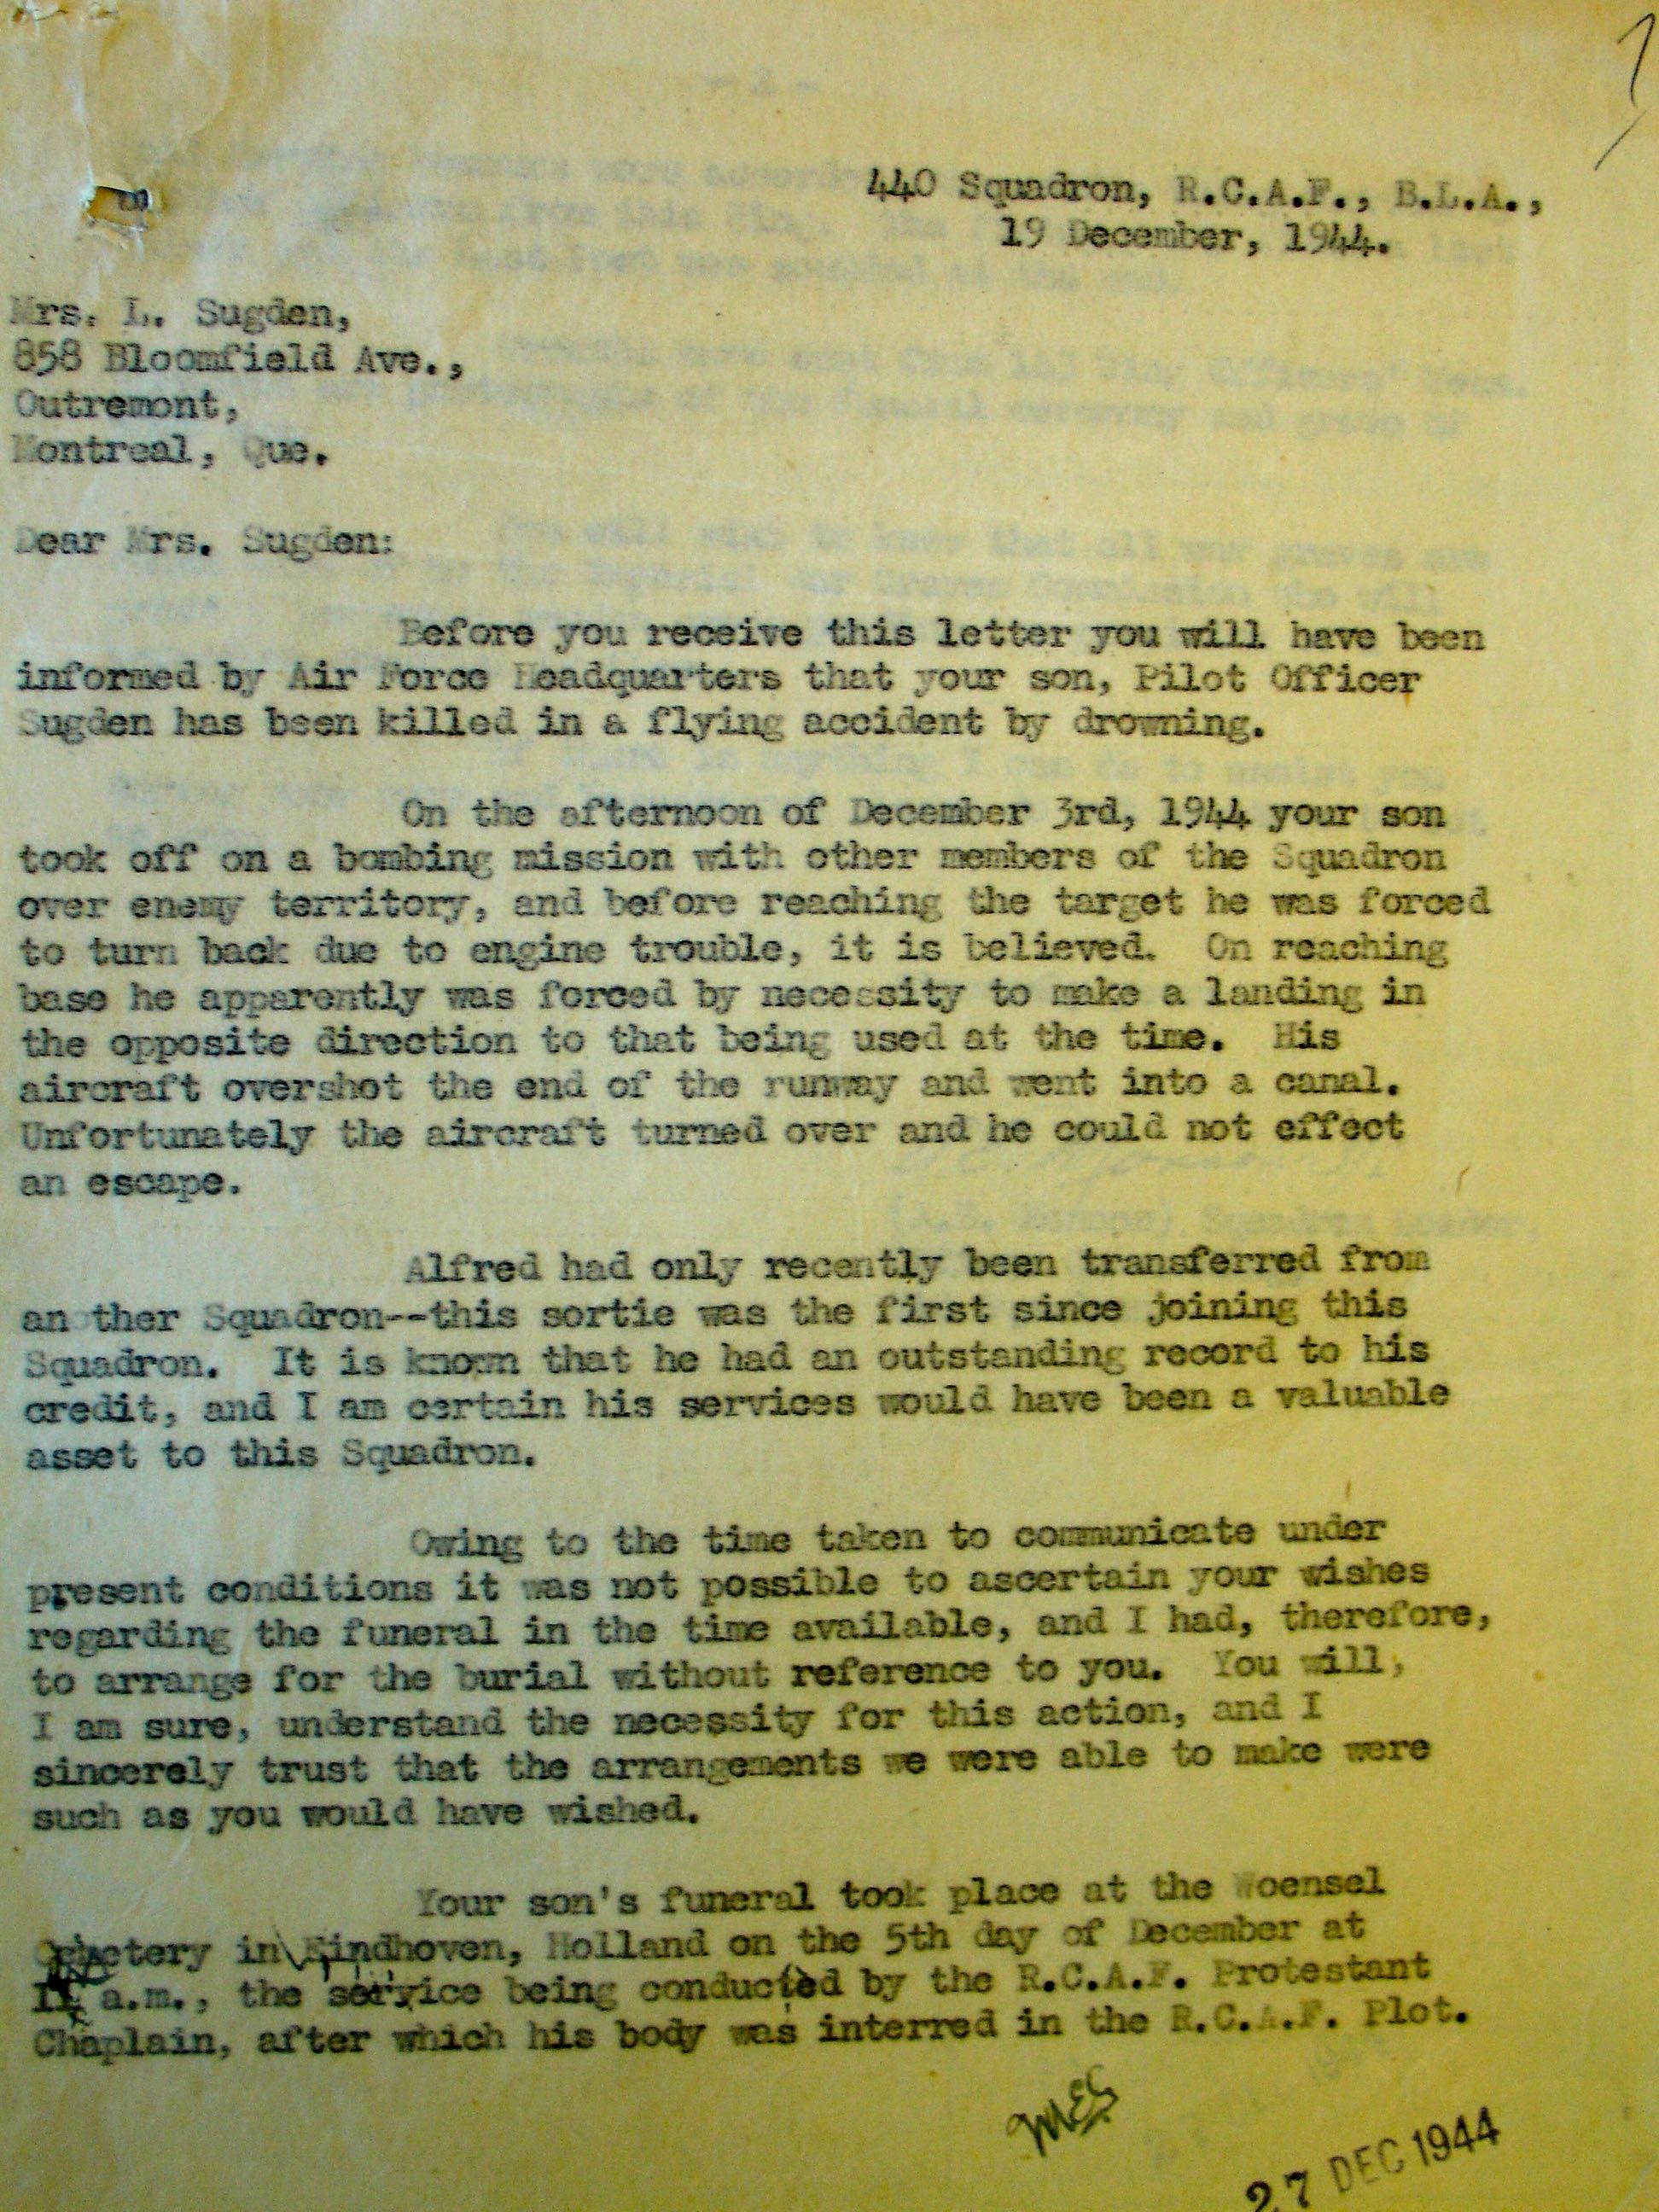 440 Squadron, R.C.A.F., B.L.A.,
19 December, 1944.
Mrs. L. Sugden,
858 Bloomfield Ave.,
Outremont,
Montreal, Que.
Dear Mrs. Sugden:
Before you receive this letter you will have been
informed by Air Force Headquarters that your son, Pilot Officer
Sugden has been killed in a flying accident by drowning.
On the afternoon of December 3rd, 1944 your son
took off on a bombing mission with other members of the Squadron
over enemy territory, and before reaching the target he was forced
to turn back due to engine trouble, it is believed. On reaching
base he apparently was forced by necessity to make a landing in
the opposite direction to that being used at the time. His
aircraft overshot the end of the runway and went into a canal.
Unfortunately the aircraft turned over and he could not effect
an escape.
Alfred had only recently been transferred from
an ther Squadron--this sortie was the first since joining this
Squadron. It is known that he had an outstanding record to his
credit, and I am certain his services would have been a valuable
asset to this Squadron.
Owing to the time taken to communicate under
present conditions it was not possible to ascertain your wishes
regarding the funeral in the time available, and I had, therefore,
to arrange for the burial without reference to you. You will,
I am sure, understand the necessity for this action, and I
sincerely trust that the arrangements we were able to make were
such as you would have wished.
Your son's funeral took place at the Woensel
Cemetery in Eindhoven, Holland on the 5th day of December at
a.m., the service being conducted by the R.C.A.F. Protestant
Chaplain, after which his body was interred in the R.C.A.F. Plot.
27 DEC 1944